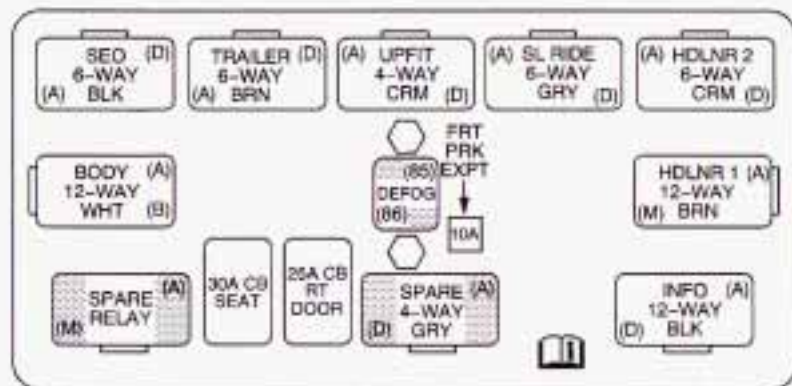 SEO (D)
6-WAY
(A) BLK
TRAILER (D)
6-WAY
(A) BRN
(A) UPFIT
4-WAY
CRM (D)
(A) SL RIDE
6-WAY
GRY (D)
(A) HDLNR 2
6-WAY
CRM (D)
BODY (A)
12-WAY
WHT (B)
(85)
DEFOG
(86)
FRT
PRK
EXPT
10A
HDLNR 1 (A)
12-WAY
(M) BRN
SPARE (A)
(M) RELAY
30A CB
SEAT
25A CB
RT
DOOR
SPARE (A)
4-WAY
(D) GRY
INFO (A)
12-WAY
(D) BLK